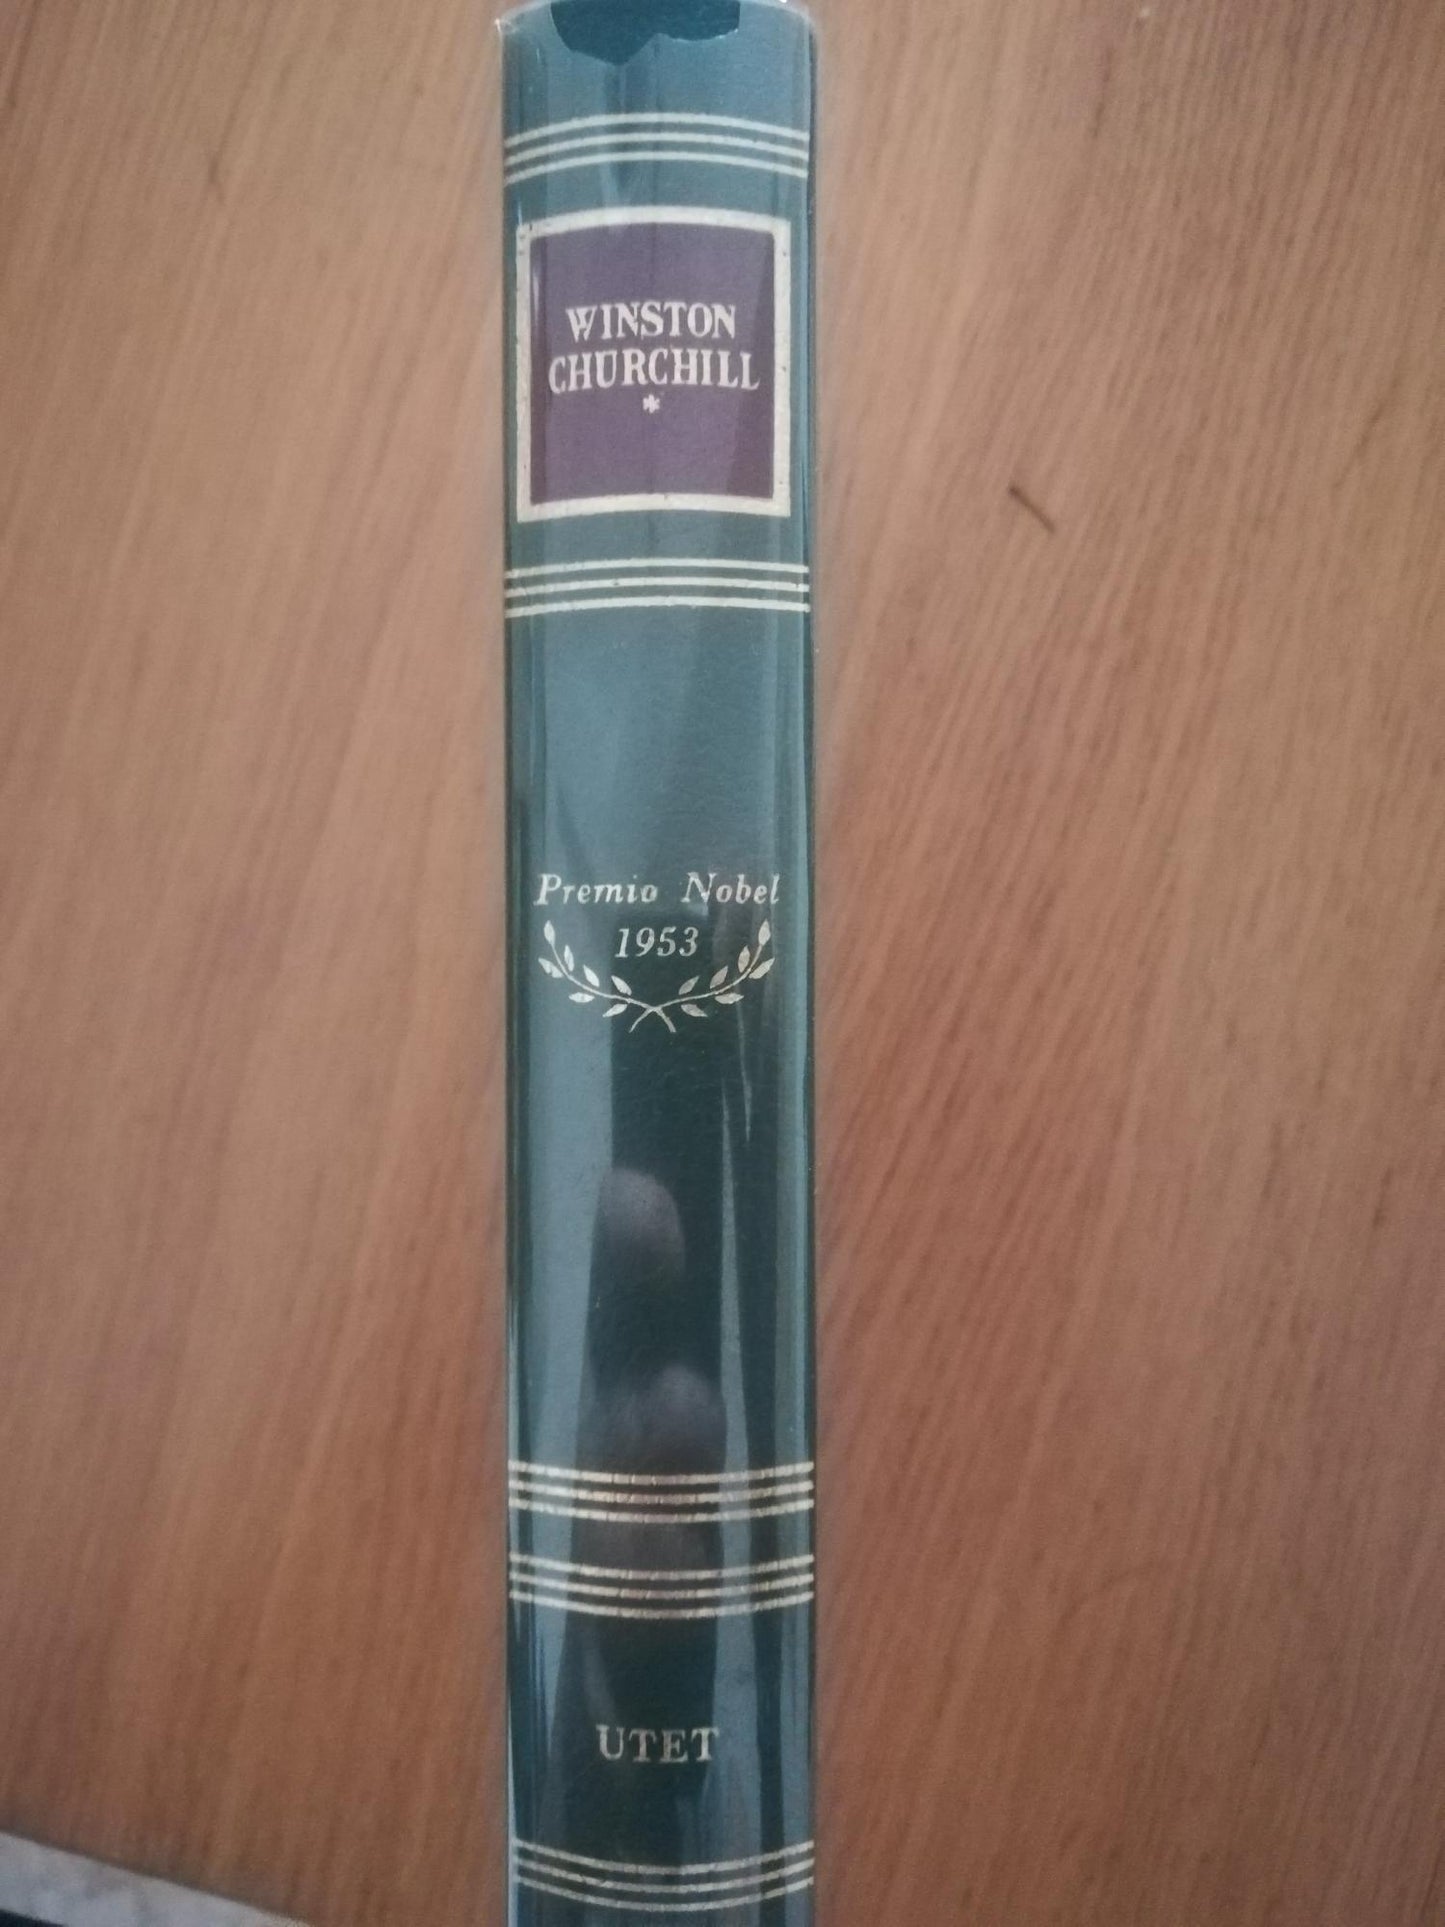 WINSTON
CHURCHILL
*
Premio Nobel
1953
UTET